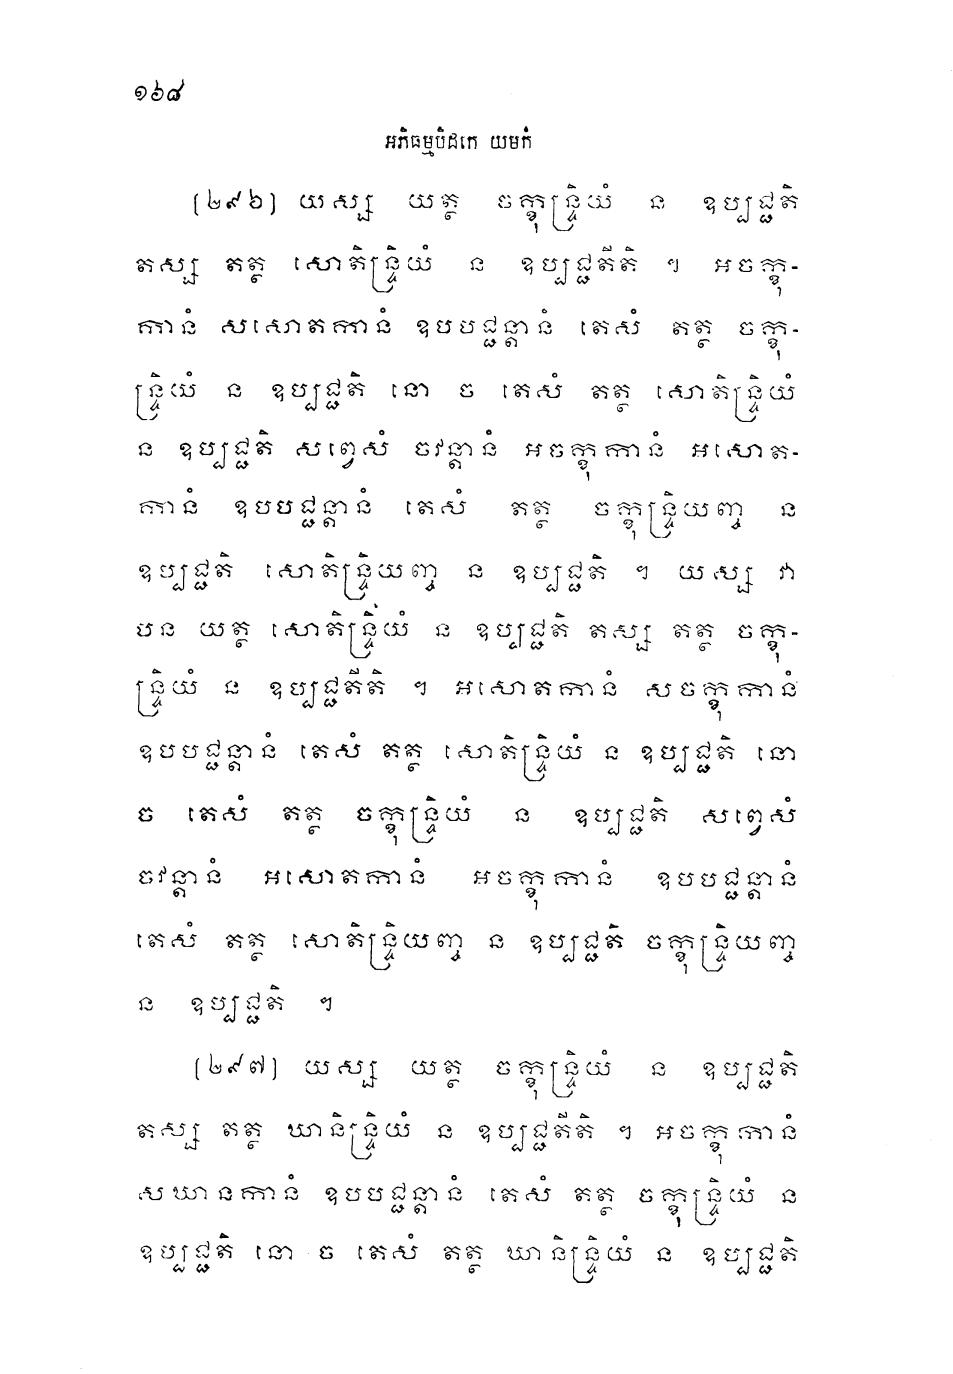 ១៦៨
អភិធម្មបិដកេ យមកំ
(២៩៦) យស្ស យត្ថ ចក្ខុន្ទ្រិយំ ន ឧប្បជ្ជតិ
តស្ស តត្ថ សោតិន្ទ្រិយំ ន ឧប្បជ្ជតីតិ ។ អចក្ខុ-
កានំ សសោតកានំ ឧបបជ្ជន្តានំ តេសំ តត្ថ ចក្ខុ-
ន្ទ្រិយំ ន ឧប្បជ្ជតិ នោ ច តេសំ តត្ថ សោតិន្ទ្រិយំ
ន ឧប្បជ្ជតិ សព្វេសំ ចវន្តានំ អចក្ខុកានំ អសោត-
កានំ ឧបបជ្ជន្តានំ តេសំ តត្ថ ចក្ខុន្ទ្រិយញ្ច ន
ឧប្បជ្ជតិ សោតិន្ទ្រិយញ្ច ន ឧប្បជ្ជតិ ។ យស្ស វា
បន យត្ថ សោតិន្ទ្រិយំ ន ឧប្បជ្ជតិ តស្ស តត្ថ ចក្ខុ-
ន្ទ្រិយំ ន ឧប្បជ្ជតីតិ ។ អសោតកានំ សចក្ខុកានំ
ឧបបជ្ជន្តានំ តេសំ តត្ថ សោតិន្ទ្រិយំ ន ឧប្បជ្ជតិ នោ
ច តេសំ តត្ថ ចក្ខុន្ទ្រិយំ ន ឧប្បជ្ជតិ សព្វេសំ
ចវន្តានំ អសោតកានំ អចក្ខុកានំ ឧបបជ្ជន្តានំ
តេសំ តត្ថ សោតិន្ទ្រិយញ្ច ន ឧប្បជ្ជតិ ចក្ខុន្ទ្រិយញ្ច
ន ឧប្បជ្ជតិ ។
(២៩៧) យស្ស យត្ថ ចក្ខុន្ទ្រិយំ ន ឧប្បជ្ជតិ
តស្ស តត្ថ ឃានិន្ទ្រិយំ ន ឧប្បជ្ជតីតិ ។ អចក្ខុកានំ
សឃានកានំ ឧបបជ្ជន្តានំ តេសំ តត្ថ ចក្ខុន្ទ្រិយំ ន
ឧប្បជ្ជតិ នោ ច តេសំ តត្ថ ឃានិន្ទ្រិយំ ន ឧប្បជ្ជតិ